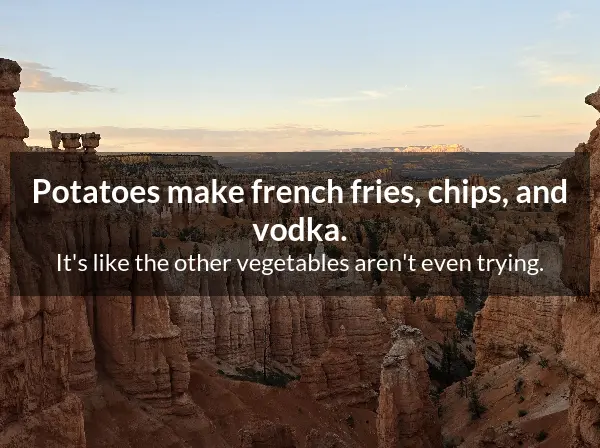 Potatoes make french fries, chips, and
vodka.
It's like the other vegetables aren't even trying.